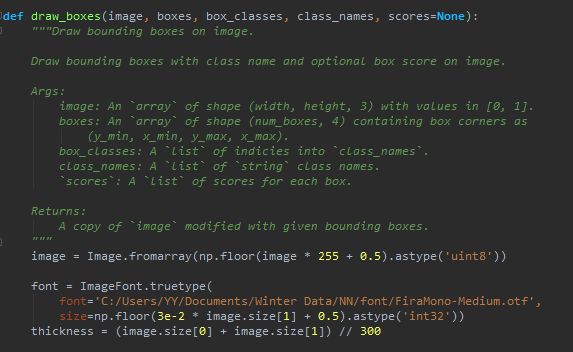 def draw_boxes(image, boxes, box_classes, class_names, scores=None):
"""Draw bounding boxes on image.
Draw bounding boxes with class name and optional box score on image.
Args:
image: An `array` of shape (width, height, 3) with values in [0, 1].
boxes: An `array` of shape (num_boxes, 4) containing box corners as
(y_min, x_min, y_max, x_max).
box_classes: A `list` of indicies into `class_names`.
class_names: A `list` of `string` class names.
`scores`: A `list` of scores for each box.
Returns:
A copy of `image` modified with given bounding boxes.
"""
image = Image.fromarray(np.floor(image * 255 + 0.5).astype('uint8'))
font = ImageFont.truetype(
font='C:/Users/YY/Documents/Winter Data/NN/font/FiraMono-Medium.otf',
size=np.floor(3e-2 * image.size[1] + 0.5).astype('int32'))
thickness = (image.size[0] + image.size[1]) // 300